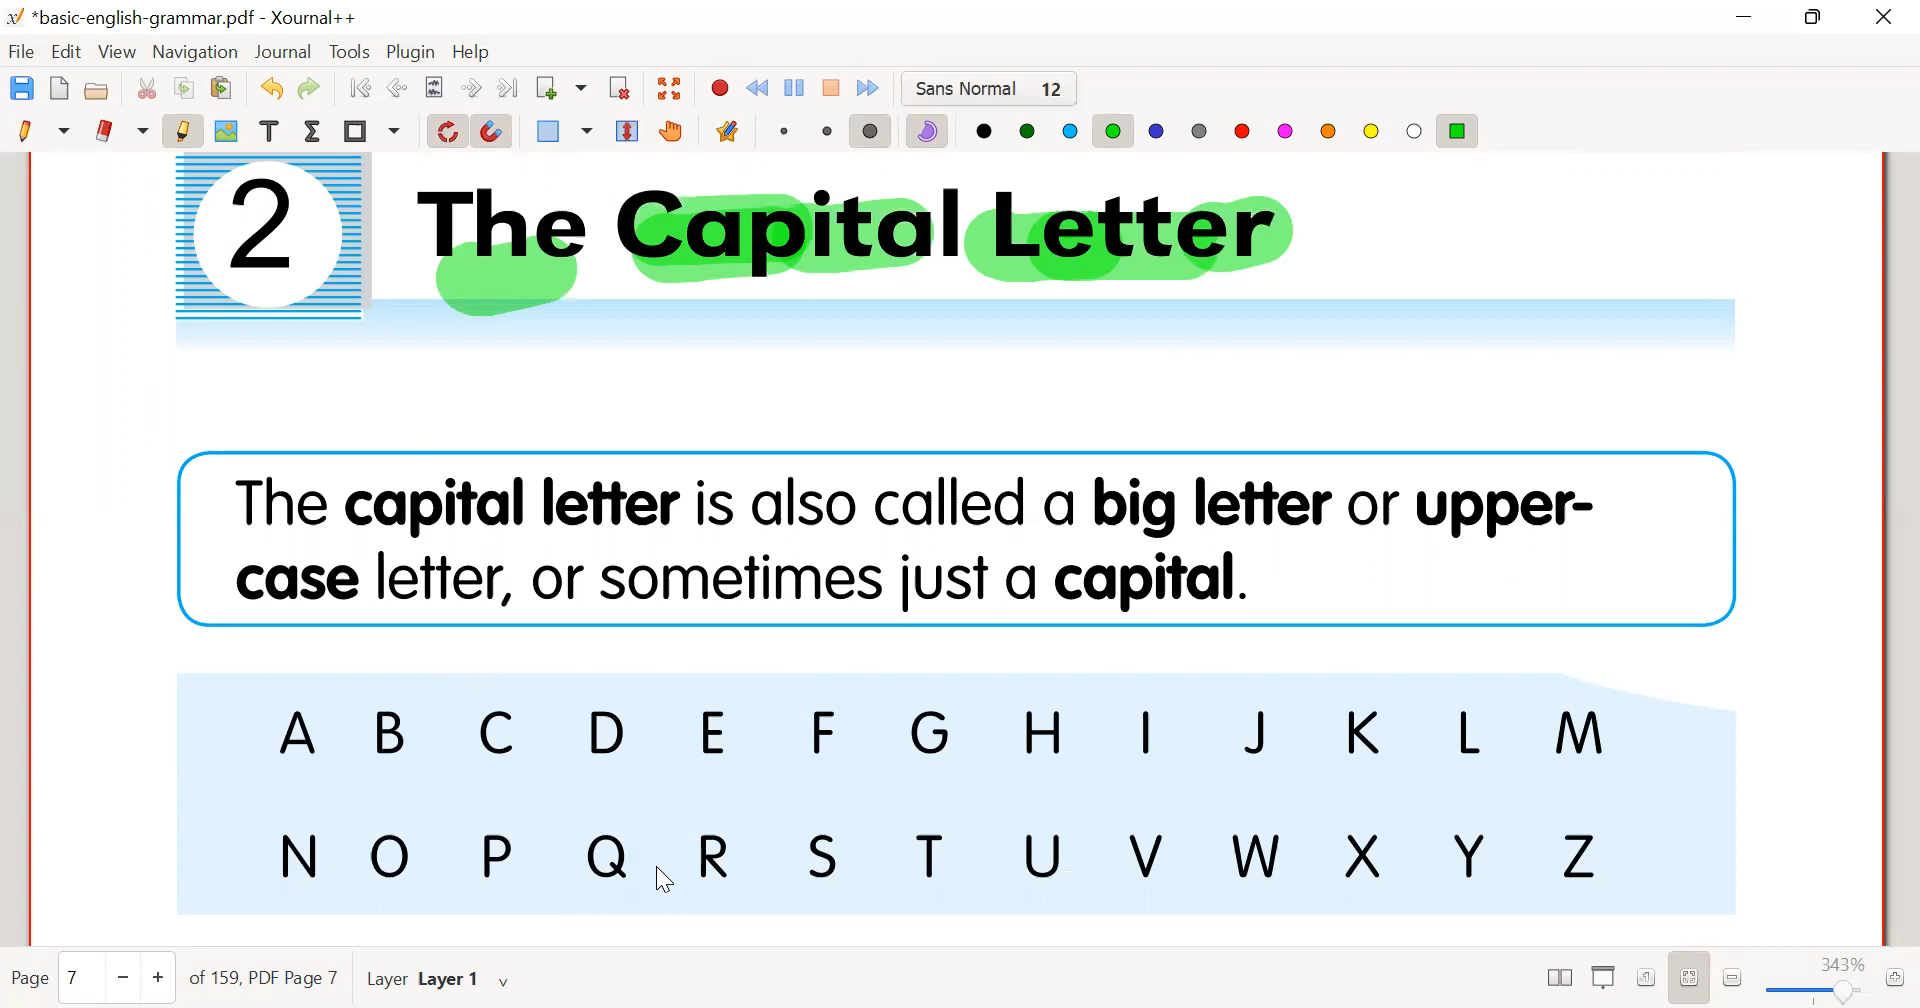 *basic-english-grammar.pdf - Xournal++
File Edit View Navigation Journal Tools Plugin Help
Sans Normal 12
2 The Capital Letter
The capital letter is also called a big letter or upper-
case letter, or sometimes just a capital.
A B C D E F G H I J K L M
N O P Q R S T U V W X Y Z
Page 7 − + of 159, PDF Page 7 Layer Layer 1 343%